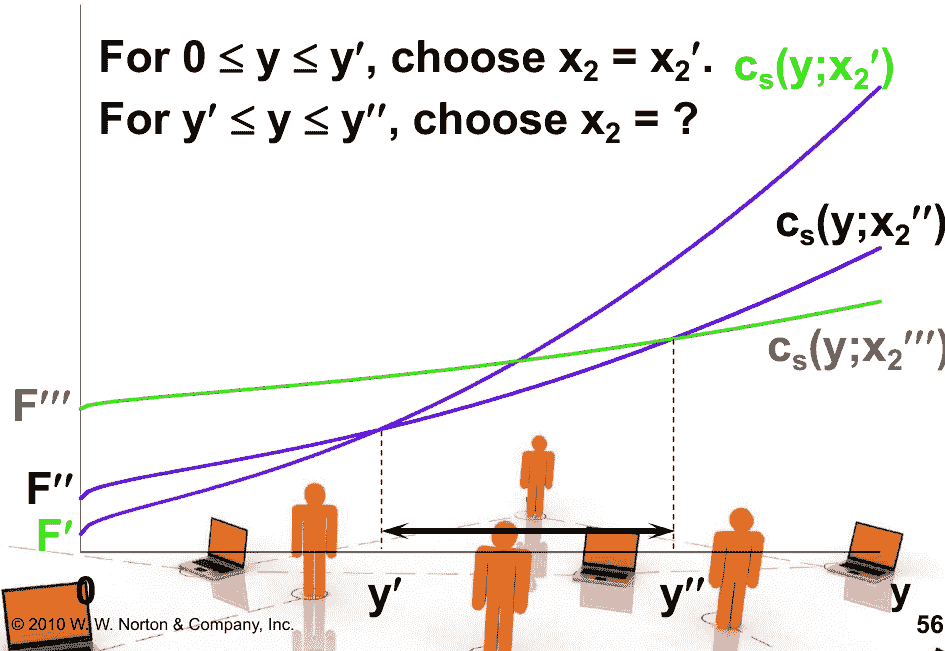 For 0 ≤ y ≤ y′, choose x₂ = x₂′.
cₛ(y;x₂′)
For y′ ≤ y ≤ y′′, choose x₂ = ?
cₛ(y;x₂′′)
cₛ(y;x₂′′′)
F′′′
F′′
F′
0
y′
y′′
y
© 2010 W. W. Norton & Company, Inc.
56